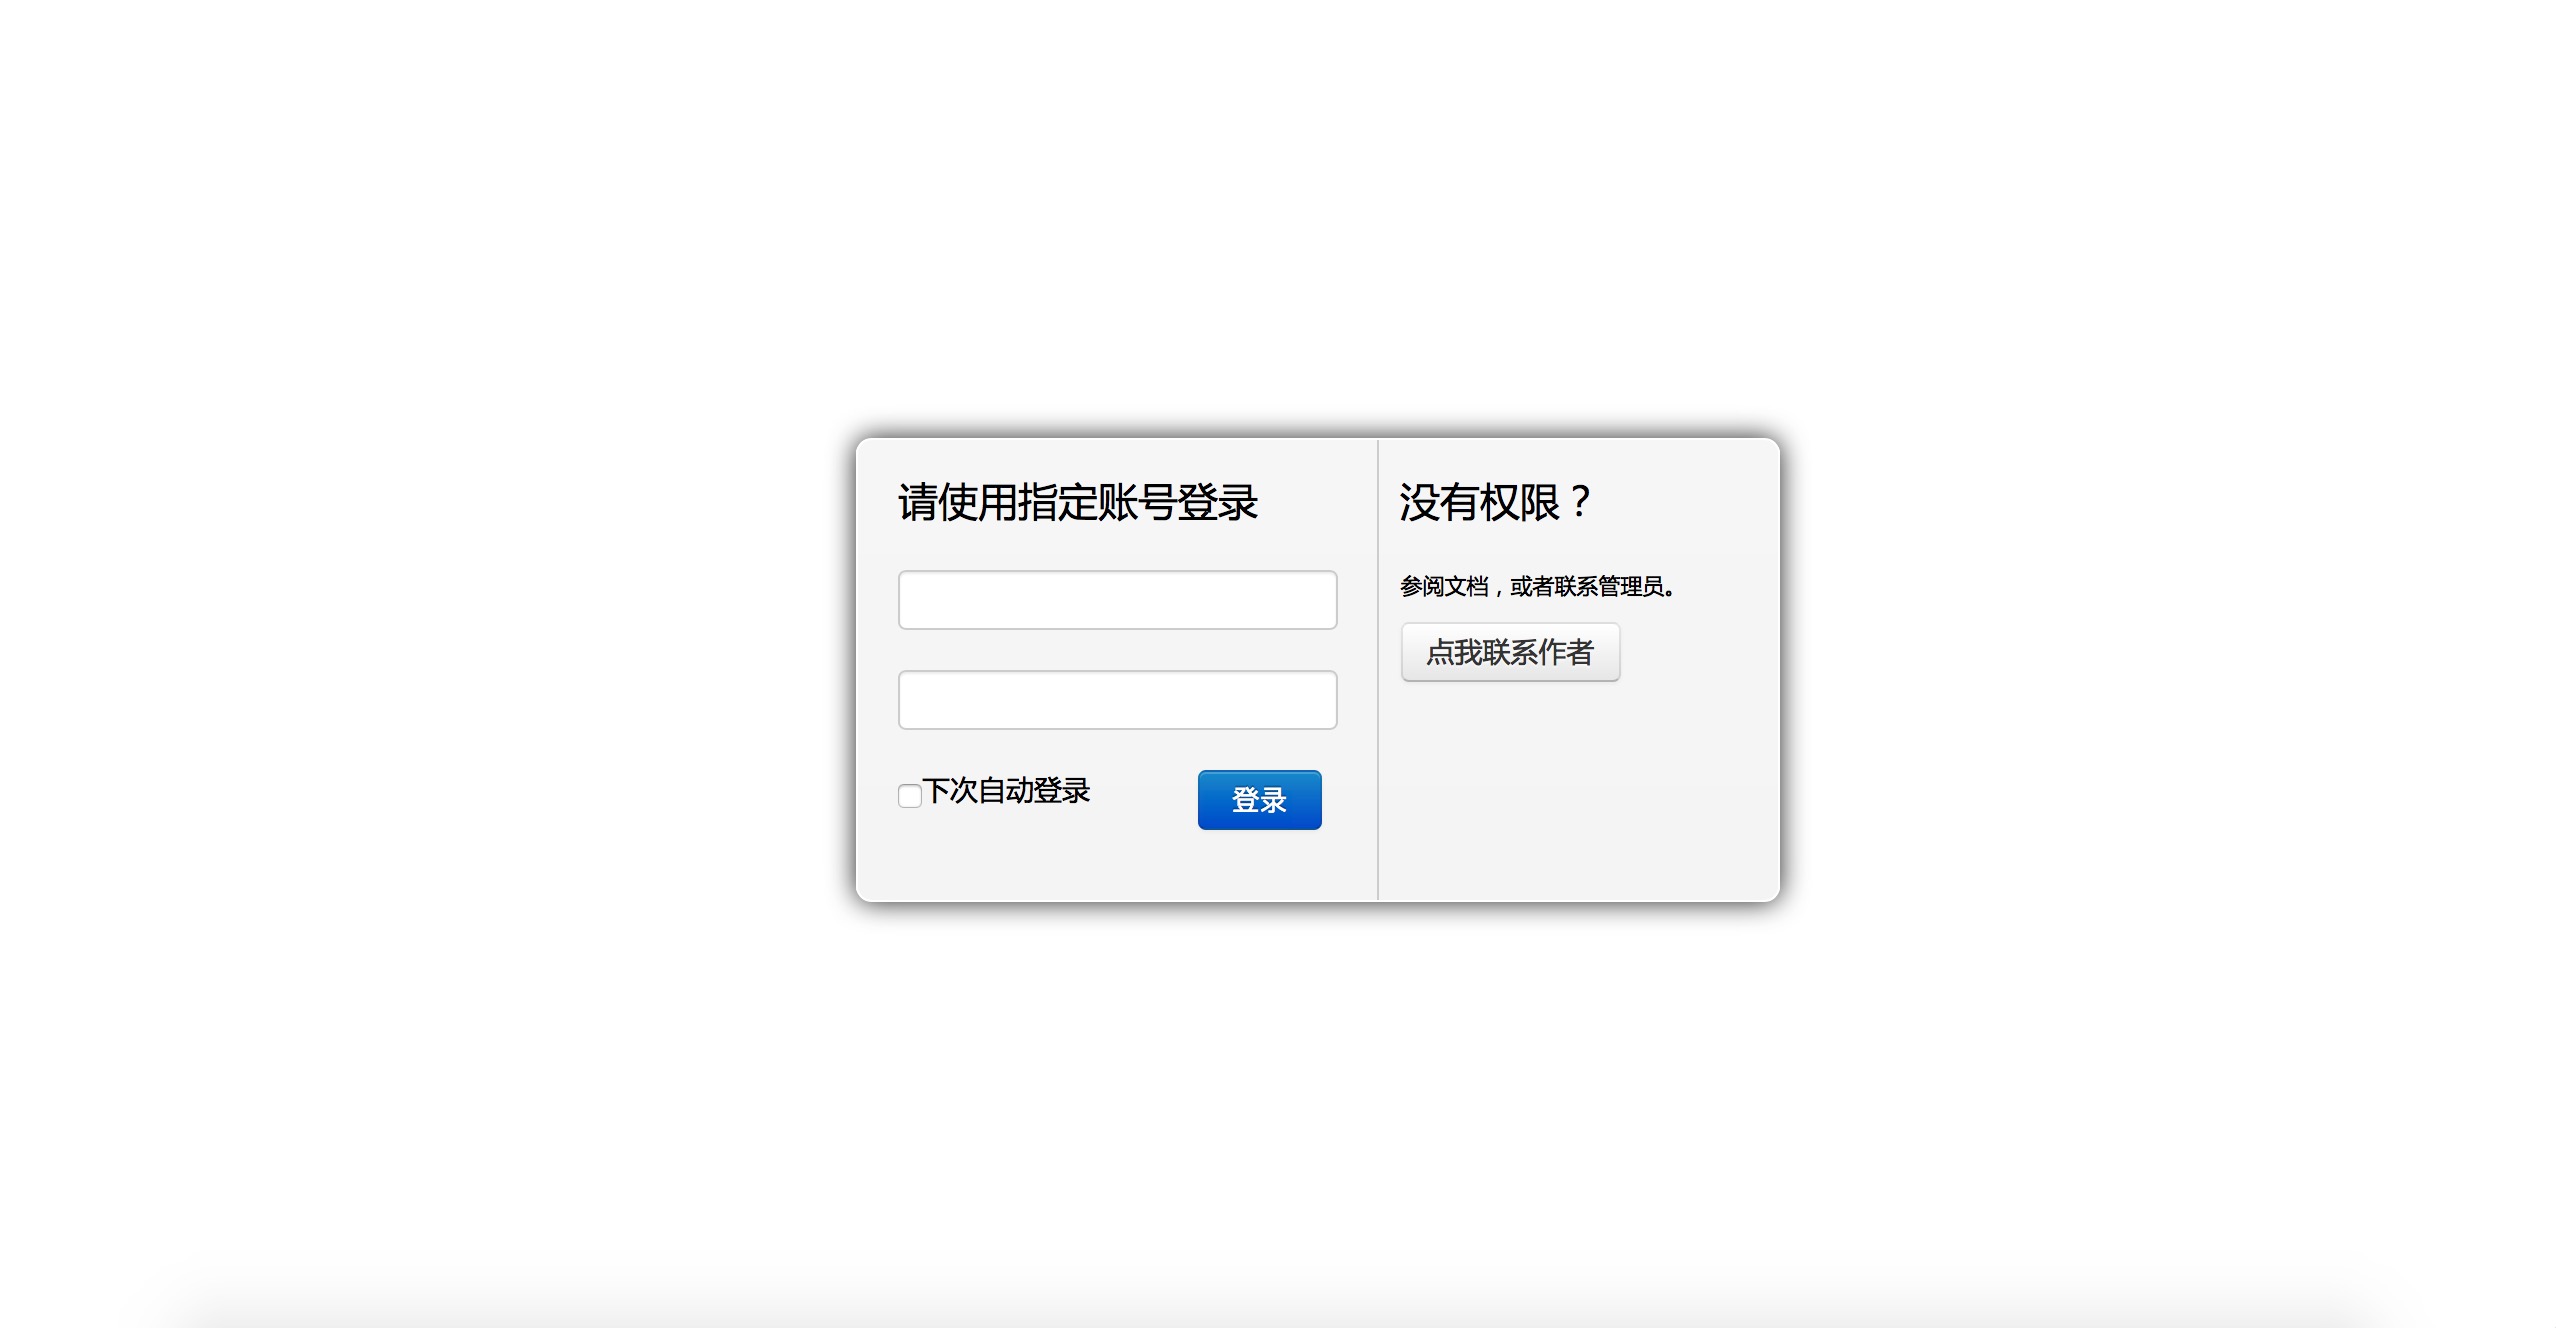 请使用指定账号登录
下次自动登录
登录
没有权限？
参阅文档，或者联系管理员。
点我联系作者